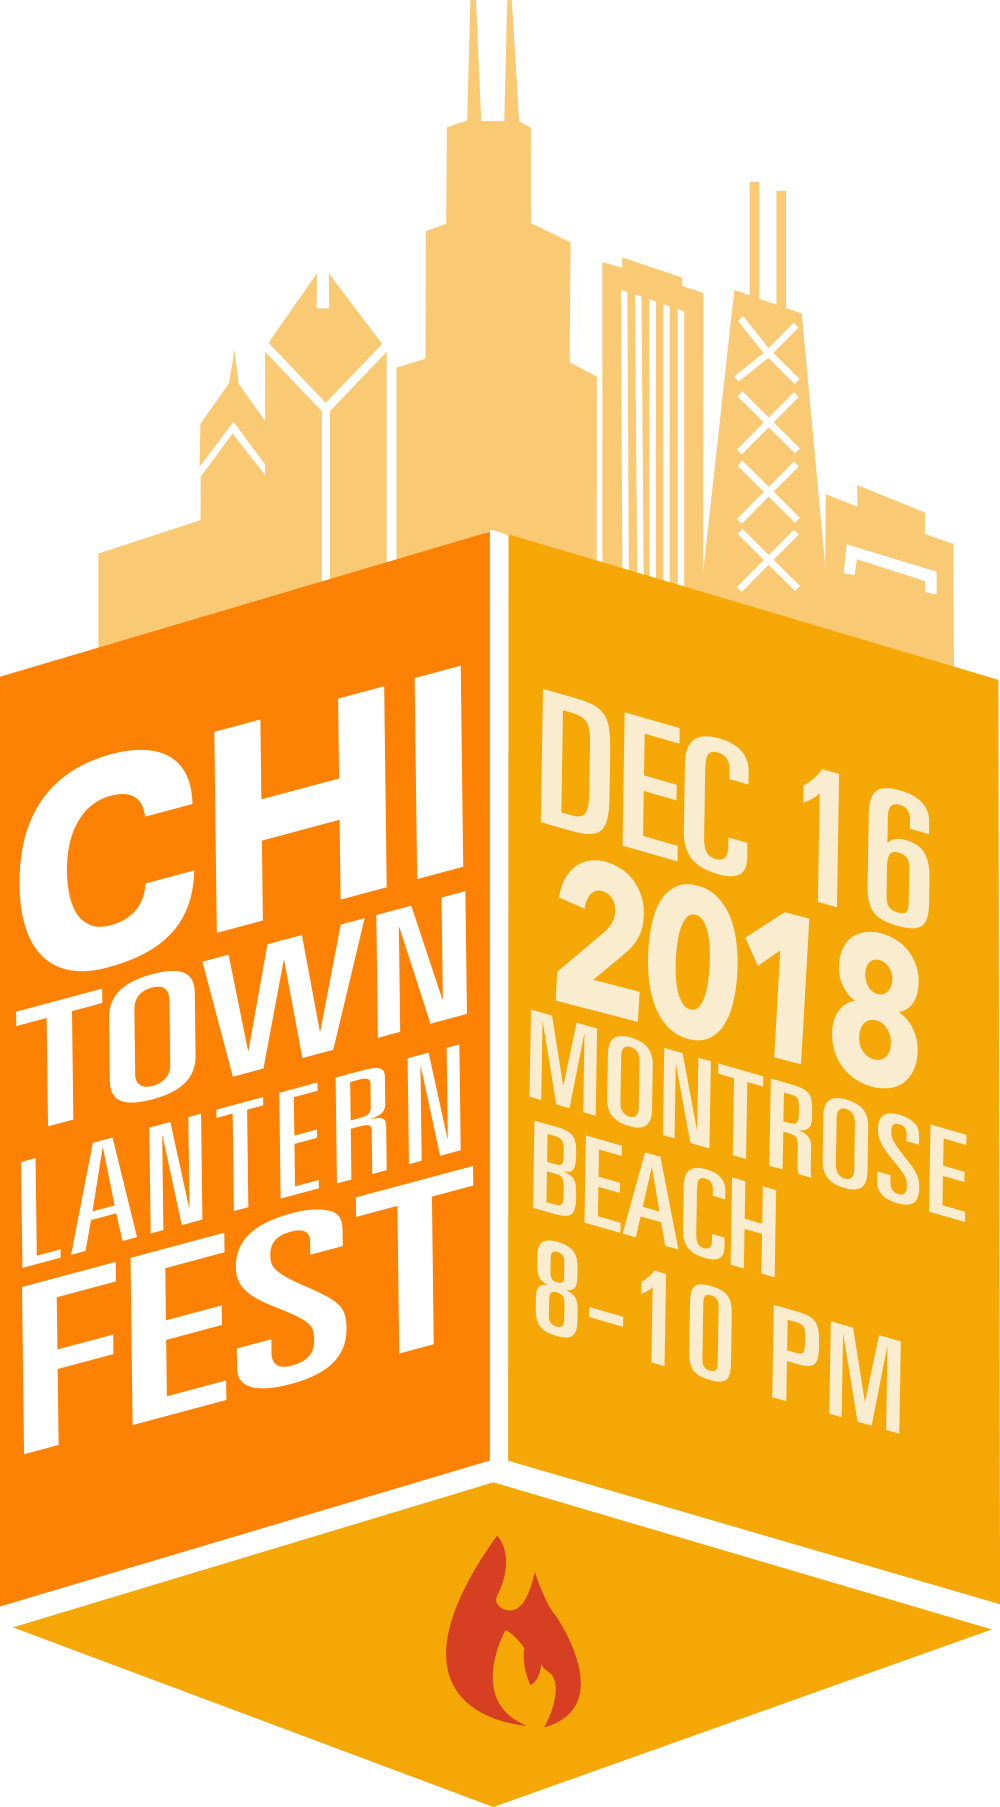 CHI
TOWN
LANTERN
FEST
DEC 16
2018
MONTROSE
BEACH
8-10 PM